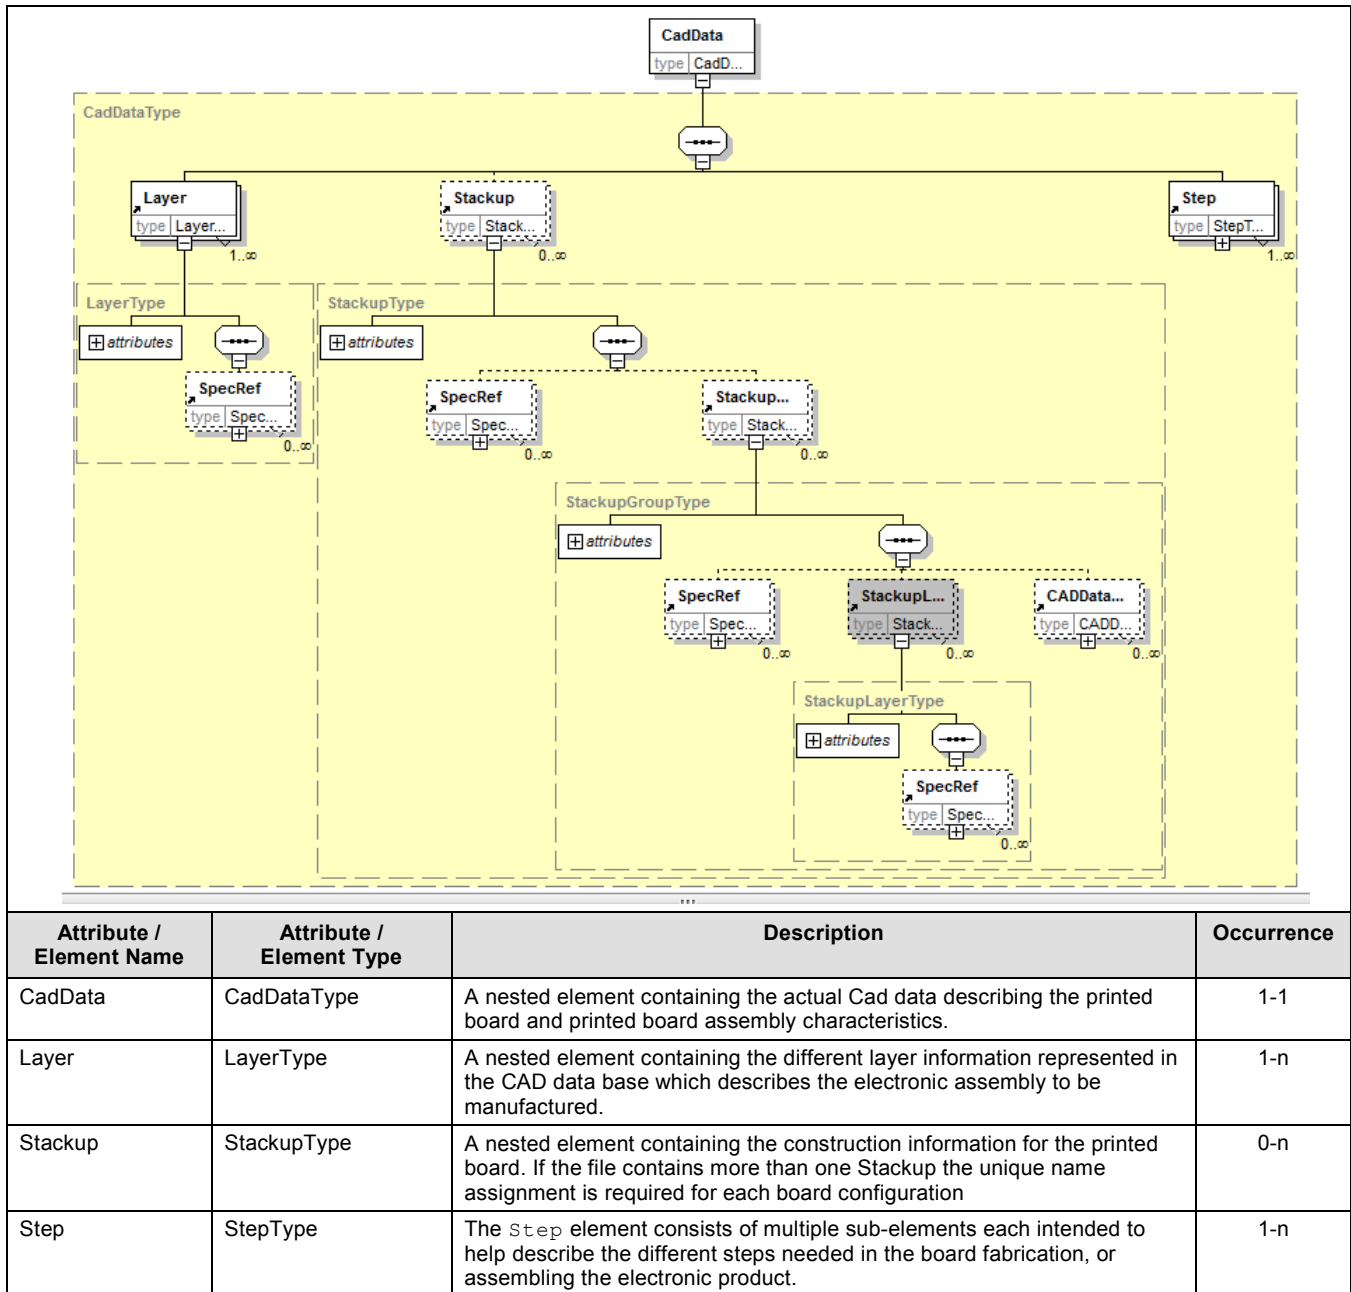 CadData
type CadD...
CadDataType
Layer
type Layer...
1..∞
Stackup
type Stack...
0..∞
Step
type StepT...
1..∞
LayerType
attributes
SpecRef
type Spec...
0..∞
StackupType
attributes
SpecRef
type Spec...
0..∞
Stackup...
type Stack...
0..∞
StackupGroupType
attributes
SpecRef
type Spec...
0..∞
StackupL...
type Stack...
0..∞
CADData...
type CADD...
0..∞
StackupLayerType
attributes
SpecRef
type Spec...
0..∞
Attribute /
Element Name
Attribute /
Element Type
Description
Occurrence
CadData
CadDataType
A nested element containing the actual Cad data describing the printed
board and printed board assembly characteristics.
1-1
Layer
LayerType
A nested element containing the different layer information represented in
the CAD data base which describes the electronic assembly to be
manufactured.
1-n
Stackup
StackupType
A nested element containing the construction information for the printed
board. If the file contains more than one Stackup the unique name
assignment is required for each board configuration
0-n
Step
StepType
The Step element consists of multiple sub-elements each intended to
help describe the different steps needed in the board fabrication, or
assembling the electronic product.
1-n